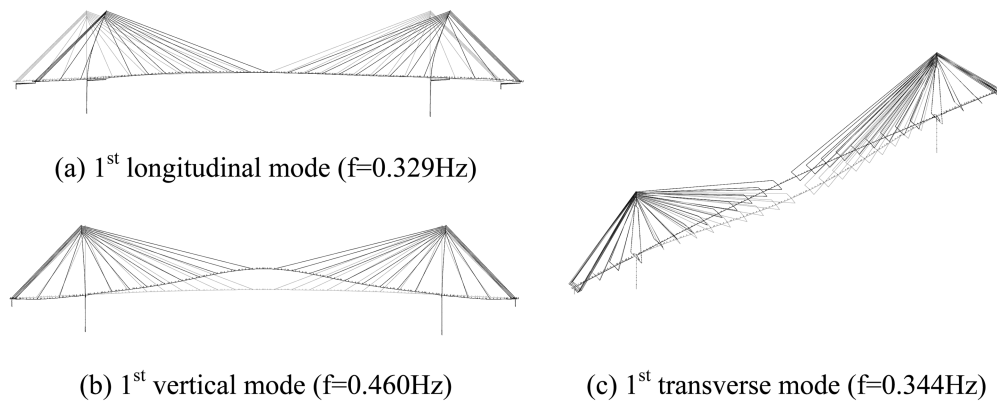 (a) 1st longitudinal mode (f=0.329Hz)
(b) 1st vertical mode (f=0.460Hz)
(c) 1st transverse mode (f=0.344Hz)